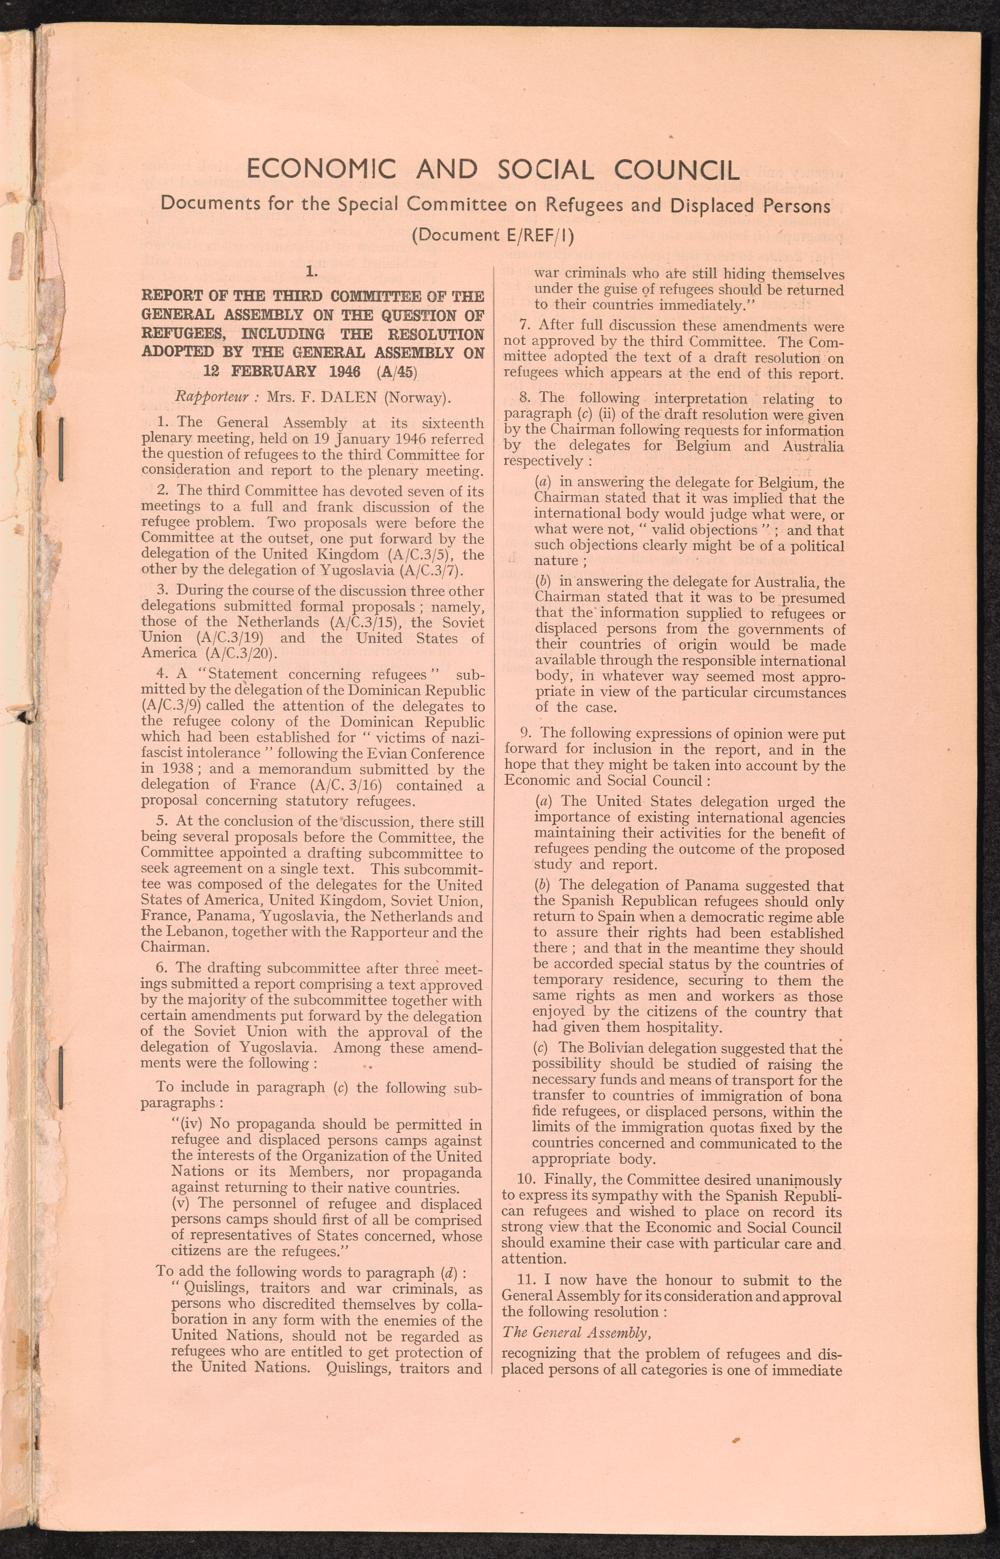 ECONOMIC AND SOCIAL COUNCIL
Documents for the Special Committee on Refugees and Displaced Persons
(Document E/REF/1)
1.
REPORT OF THE THIRD COMMITTEE OF THE
GENERAL ASSEMBLY ON THE QUESTION OF
REFUGEES, INCLUDING THE RESOLUTION
ADOPTED BY THE GENERAL ASSEMBLY ON
12 FEBRUARY 1946 (A/45)
Rapporteur : Mrs. F. DALEN (Norway).
1. The General Assembly at its sixteenth
plenary meeting, held on 19 January 1946 referred
the question of refugees to the third Committee for
consideration and report to the plenary meeting.
2. The third Committee has devoted seven of its
meetings to a full and frank discussion of the
refugee problem. Two proposals were before the
Committee at the outset, one put forward by the
delegation of the United Kingdom (A/C.3/5), the
other by the delegation of Yugoslavia (A/C.3/7).
3. During the course of the discussion three other
delegations submitted formal proposals ; namely,
those of the Netherlands (A/C.3/15), the Soviet
Union (A/C.3/19) and the United States of
America (A/C.3/20).
4. A "Statement concerning refugees" sub-
mitted by the delegation of the Dominican Republic
(A/C.3/9) called the attention of the delegates to
the refugee colony of the Dominican Republic
which had been established for " victims of nazi-
fascist intolerance " following the Evian Conference
in 1938 ; and a memorandum submitted by the
delegation of France (A/C. 3/16) contained a
proposal concerning statutory refugees.
5. At the conclusion of the discussion, there still
being several proposals before the Committee, the
Committee appointed a drafting subcommittee to
seek agreement on a single text. This subcommit-
tee was composed of the delegates for the United
States of America, United Kingdom, Soviet Union,
France, Panama, Yugoslavia, the Netherlands and
the Lebanon, together with the Rapporteur and the
Chairman.
6. The drafting subcommittee after three meet-
ings submitted a report comprising a text approved
by the majority of the subcommittee together with
certain amendments put forward by the delegation
of the Soviet Union with the approval of the
delegation of Yugoslavia. Among these amend-
ments were the following :
To include in paragraph (c) the following sub-
paragraphs :
"(iv) No propaganda should be permitted in
refugee and displaced persons camps against
the interests of the Organization of the United
Nations or its Members, nor propaganda
against returning to their native countries.
(v) The personnel of refugee and displaced
persons camps should first of all be comprised
of representatives of States concerned, whose
citizens are the refugees."
To add the following words to paragraph (d) :
" Quislings, traitors and war criminals, as
persons who discredited themselves by colla-
boration in any form with the enemies of the
United Nations, should not be regarded as
refugees who are entitled to get protection of
the United Nations. Quislings, traitors and
war criminals who are still hiding themselves
under the guise of refugees should be returned
to their countries immediately."
7. After full discussion these amendments were
not approved by the third Committee. The Com-
mittee adopted the text of a draft resolution on
refugees which appears at the end of this report.
8. The following interpretation relating to
paragraph (c) (ii) of the draft resolution were given
by the Chairman following requests for information
by the delegates for Belgium and Australia
respectively :
(a) in answering the delegate for Belgium, the
Chairman stated that it was implied that the
international body would judge what were, or
what were not, " valid objections " ; and that
such objections clearly might be of a political
nature ;
(b) in answering the delegate for Australia, the
Chairman stated that it was to be presumed
that the information supplied to refugees or
displaced persons from the governments of
their countries of origin would be made
available through the responsible international
body, in whatever way seemed most appro-
priate in view of the particular circumstances
of the case.
9. The following expressions of opinion were put
forward for inclusion in the report, and in the
hope that they might be taken into account by the
Economic and Social Council :
(a) The United States delegation urged the
importance of existing international agencies
maintaining their activities for the benefit of
refugees pending the outcome of the proposed
study and report.
(b) The delegation of Panama suggested that
the Spanish Republican refugees should only
return to Spain when a democratic regime able
to assure their rights had been established
there ; and that in the meantime they should
be accorded special status by the countries of
temporary residence, securing to them the
same rights as men and workers as those
enjoyed by the citizens of the country that
had given them hospitality.
(c) The Bolivian delegation suggested that the
possibility should be studied of raising the
necessary funds and means of transport for the
transfer to countries of immigration of bona
fide refugees, or displaced persons, within the
limits of the immigration quotas fixed by the
countries concerned and communicated to the
appropriate body.
10. Finally, the Committee desired unanimously
to express its sympathy with the Spanish Republi-
can refugees and wished to place on record its
strong view that the Economic and Social Council
should examine their case with particular care and
attention.
11. I now have the honour to submit to the
General Assembly for its consideration and approval
the following resolution :
The General Assembly,
recognizing that the problem of refugees and dis-
placed persons of all categories is one of immediate